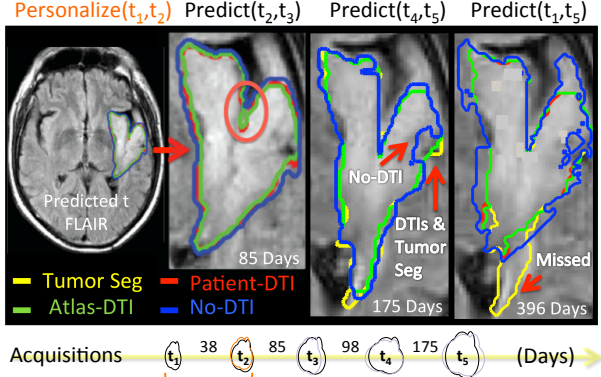 Personalize(t1,t2) Predict(t2,t3) Predict(t4,t5) Predict(t1,t5)
Predicted t
FLAIR
No-DTI
DTIs &
Tumor
Seg
Missed
85 Days
175 Days
396 Days
Tumor Seg
Patient-DTI
Atlas-DTI
No-DTI
Acquisitions t1 38 t2 85 t3 98 t4 175 t5 (Days)